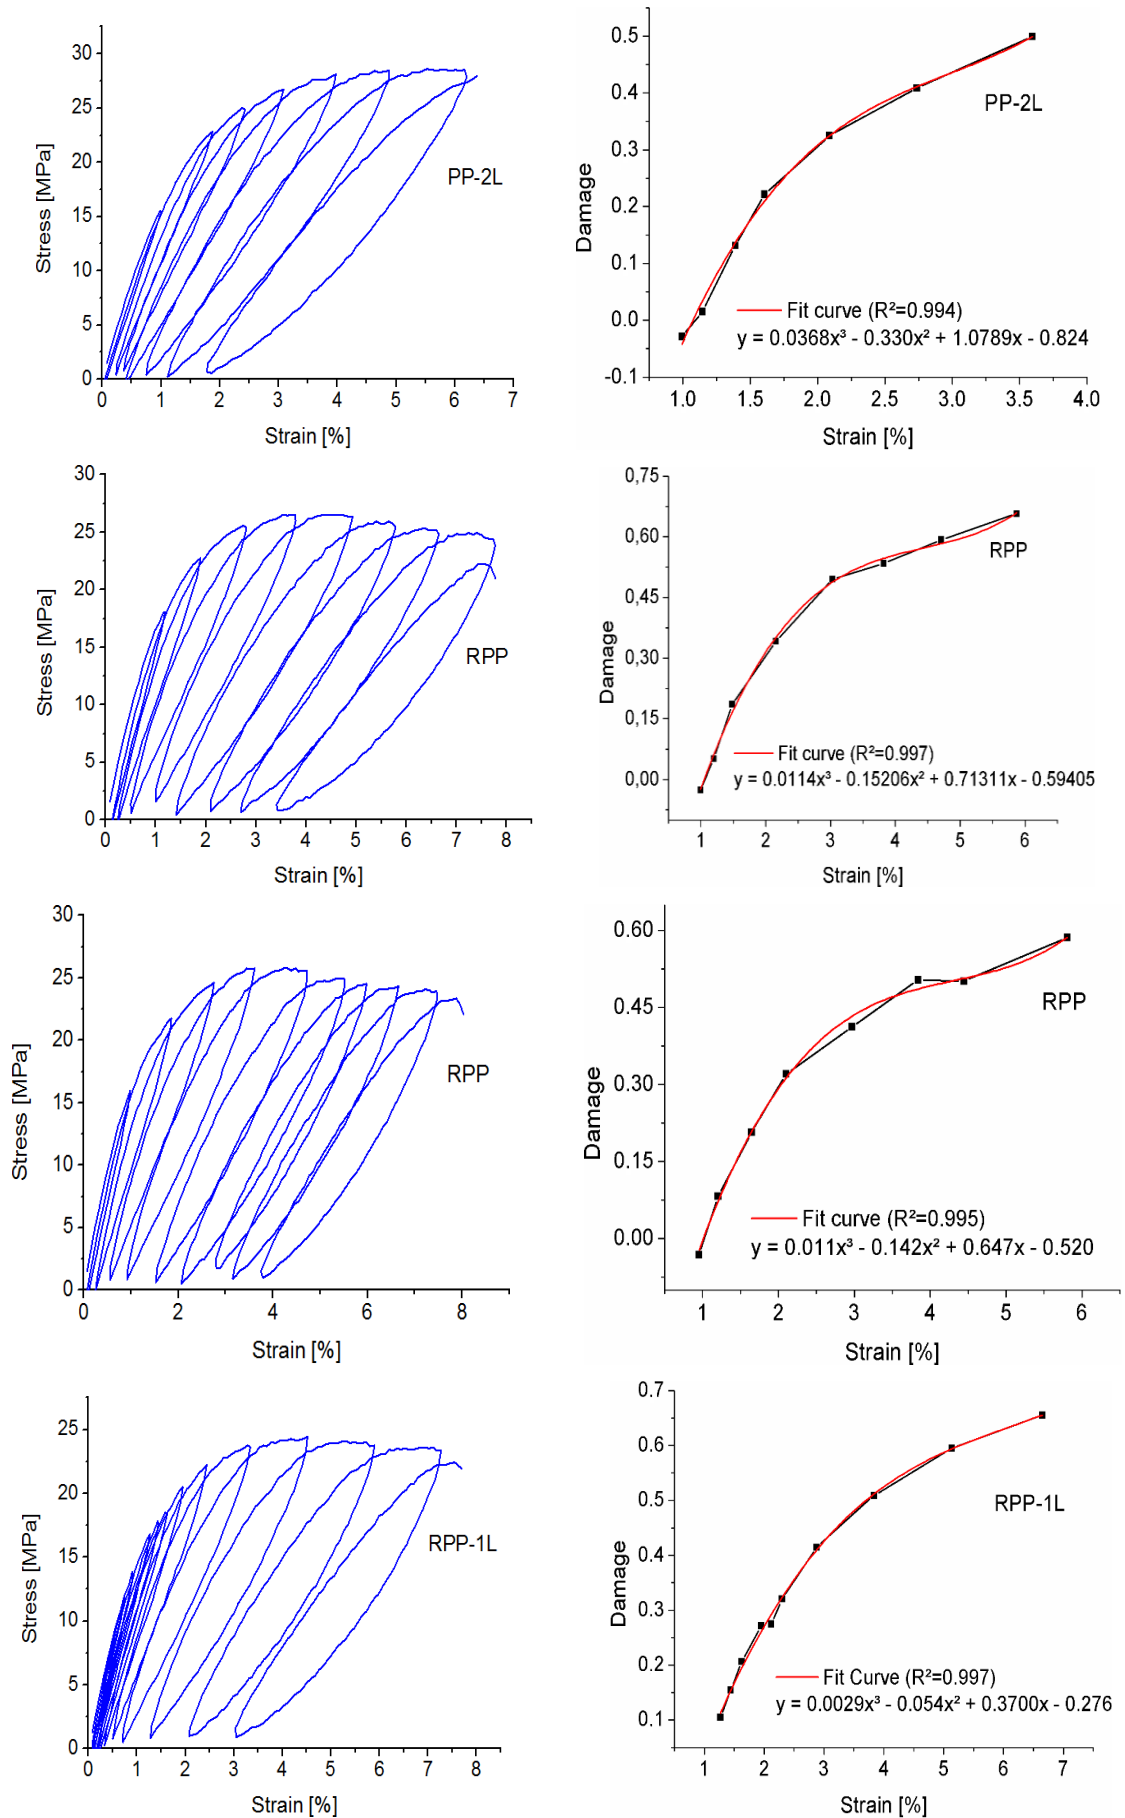 30
25
20
15
10
5
0
0 1 2 3 4 5 6 7
Stress [MPa]
Strain [%]
PP-2L
0.5
0.4
0.3
0.2
0.1
0.0
-0.1
1.0 1.5 2.0 2.5 3.0 3.5 4.0
Damage
Strain [%]
PP-2L
Fit curve (R²=0.994)
y = 0.0368x³ - 0.330x² + 1.0789x - 0.824
30
25
20
15
10
5
0
0 1 2 3 4 5 6 7 8
Stress [MPa]
Strain [%]
RPP
0,75
0,60
0,45
0,30
0,15
0,00
1 2 3 4 5 6
Damage
Strain [%]
RPP
Fit curve (R²=0.997)
y = 0.0114x³ - 0.15206x² + 0.71311x - 0.59405
30
25
20
15
10
5
0
0 2 3 4 5 6 7 8
Stress [MPa]
Strain [%]
RPP
0.60
0.45
0.30
0.15
0.00
1 2 3 4 5 6
Damage
Strain [%]
RPP
Fit curve (R²=0.995)
y = 0.011x³ - 0.142x² + 0.647x - 0.520
25
20
15
10
5
0
0 1 2 3 4 5 6 7 8
Stress [MPa]
Strain [%]
RPP-1L
0.7
0.6
0.5
0.4
0.3
0.2
0.1
1 2 3 4 5 6 7
Damage
Strain [%]
RPP-1L
Fit Curve (R²=0.997)
y = 0.0029x³ - 0.054x² + 0.3700x - 0.276